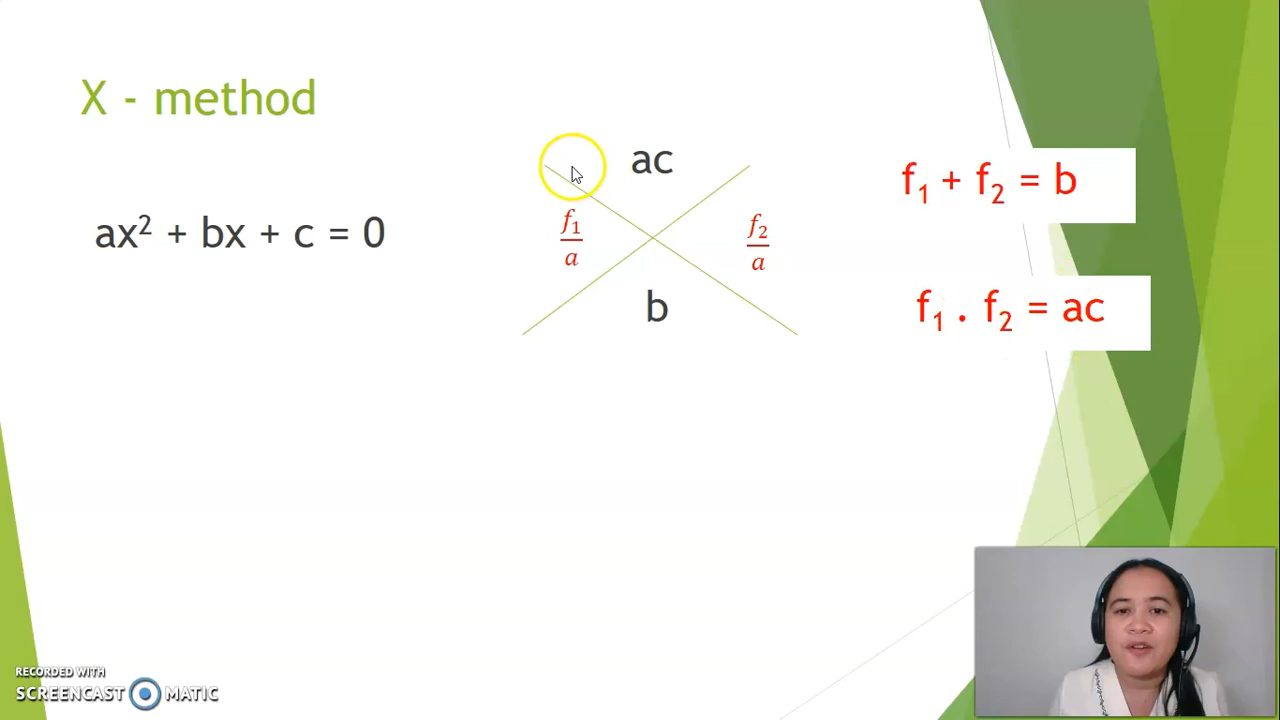 X - method
ac
f₁ + f₂ = b
ax² + bx + c = 0
f₁/a
f₂/a
b
f₁ . f₂ = ac
RECORDED WITH
SCREENCAST MATIC